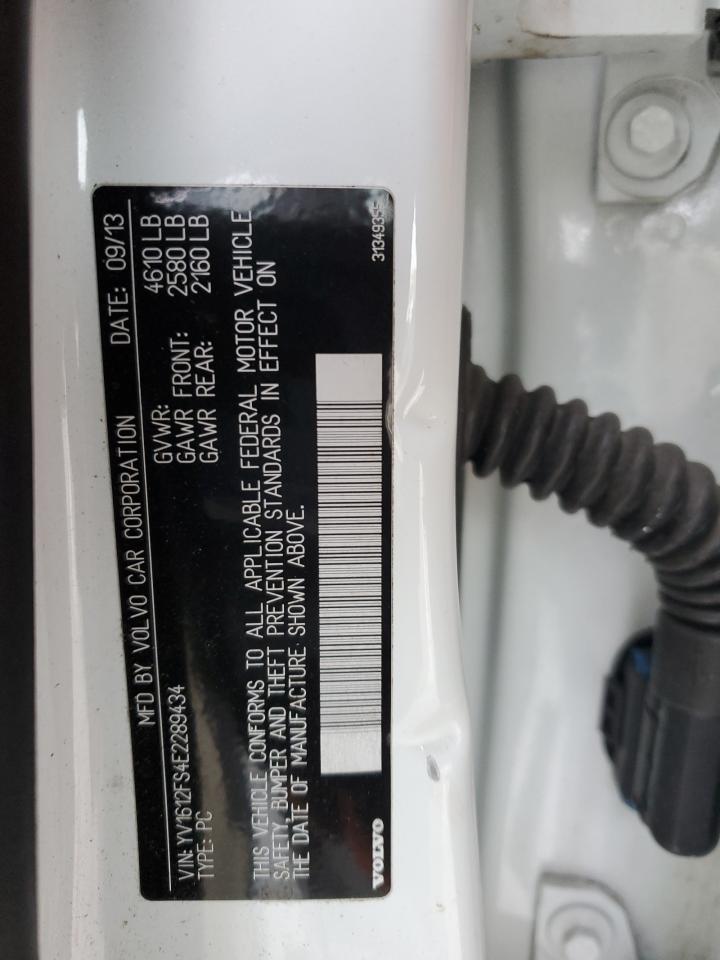 MFD BY VOLVO CAR CORPORATION DATE: 09/13
GVWR: 4610 LB
VIN: YV1612FS4E2289434 GAWR FRONT: 2580 LB
TYPE: PC GAWR REAR: 2160 LB
THIS VEHICLE CONFORMS TO ALL APPLICABLE FEDERAL MOTOR VEHICLE
SAFETY, BUMPER AND THEFT PREVENTION STANDARDS IN EFFECT ON
THE DATE OF MANUFACTURE SHOWN ABOVE.
VOLVO 31349355